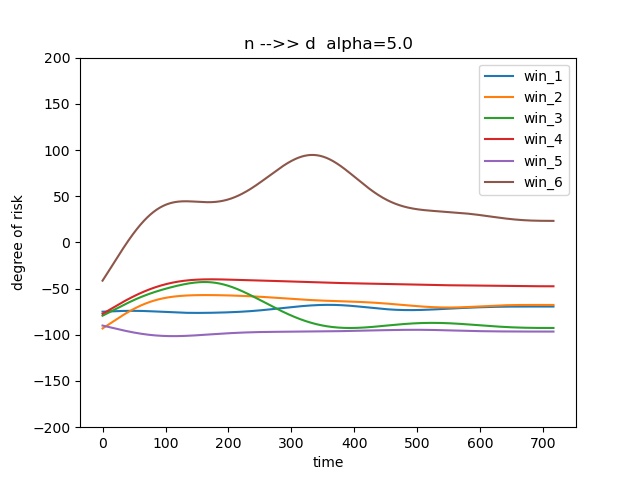 n -->> d  alpha=5.0
degree of risk
200
150
100
50
0
−50
−100
−150
−200
win_1
win_2
win_3
win_4
win_5
win_6
0 100 200 300 400 500 600 700
time